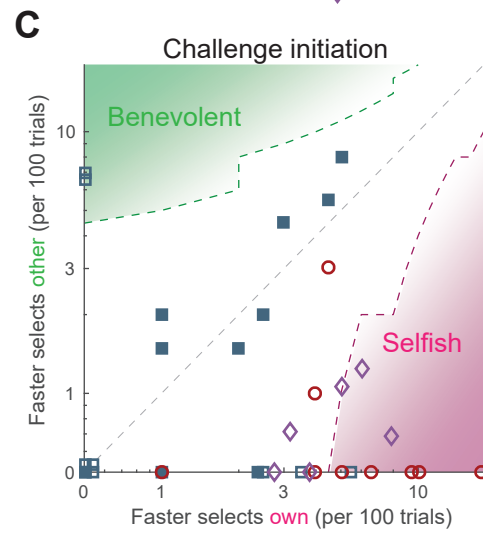 C
Challenge initiation
Benevolent
Selfish
Faster selects other (per 100 trials)
10
3
1
0
0
1
3
10
Faster selects own (per 100 trials)